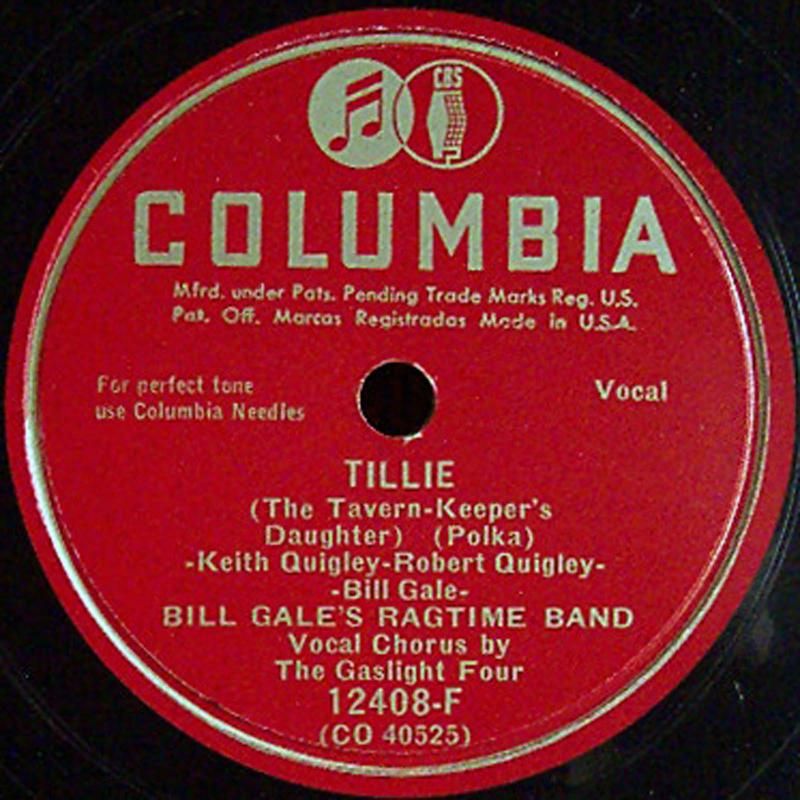 CBS
COLUMBIA
Mfrd. under Pats. Pending Trade Marks Reg. U.S.
Pat. Off. Marcas Registradas Made in U.S.A.
For perfect tone
use Columbia Needles
Vocal
TILLIE
(The Tavern-Keeper's
Daughter) (Polka)
-Keith Quigley-Robert Quigley-
-Bill Gale-
BILL GALE'S RAGTIME BAND
Vocal Chorus by
The Gaslight Four
12408-F
(CO 40525)